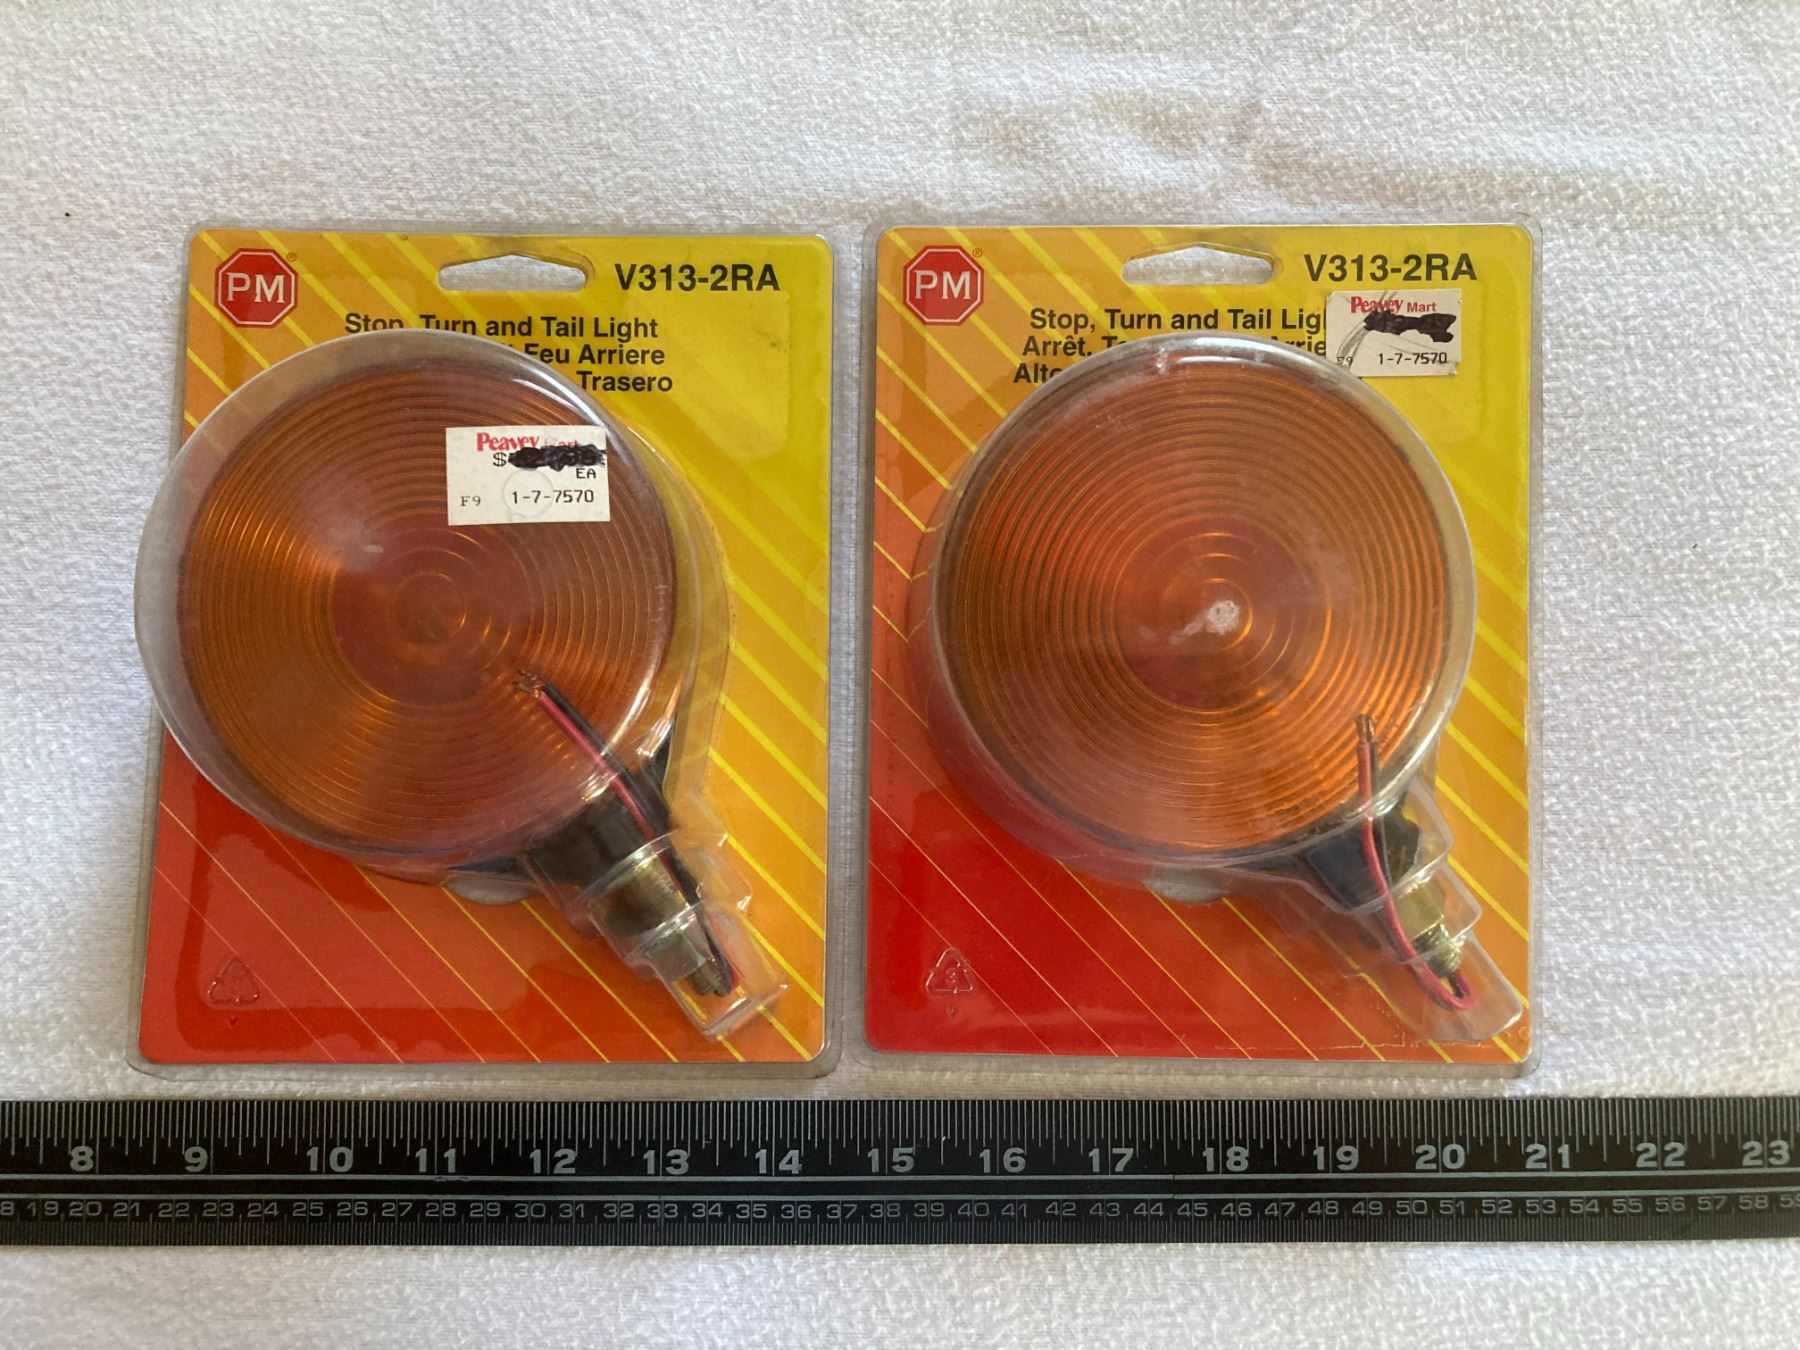 PM ®
V313-2RA
Stop, Turn and Tail Light
Feu Arriere
Trasero
Peavey Mart
$
EA
F9 1-7-7570
PM ®
V313-2RA
Stop, Turn and Tail
Arrêt,
Peavey Mart
F9 1-7-7570
8 9 10 11 12 13 14 15 16 17 18 19 20 21 22 23
19 20 21 22 23 24 25 26 27 28 29 30 31 32 33 34 35 36 37 38 39 40 41 42 43 44 45 46 47 48 49 50 51 52 53 54 55 56 57 58